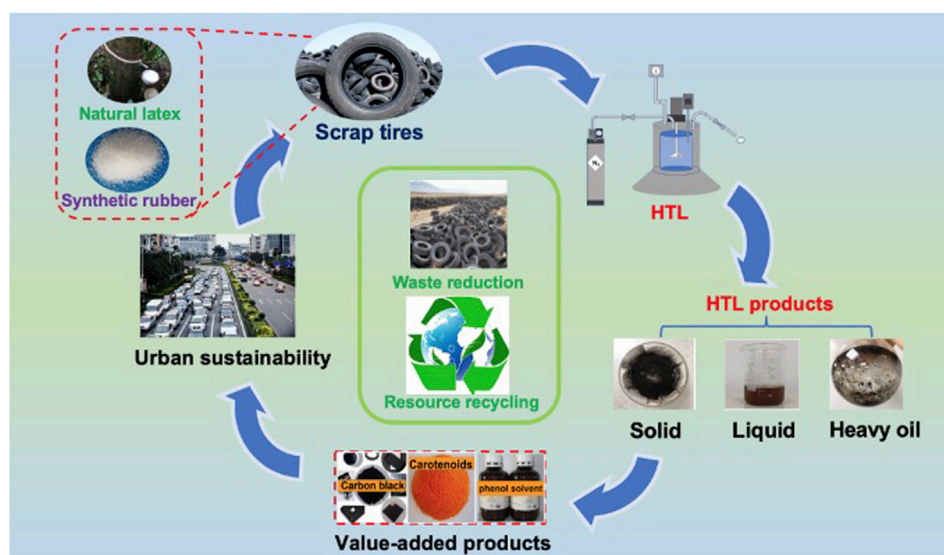 Natural latex
Synthetic rubber
Scrap tires
N₂
HTL
HTL products
Solid
Liquid
Heavy oil
Waste reduction
Resource recycling
Urban sustainability
Carbon black
Carotenoids
phenol solvent
Value-added products